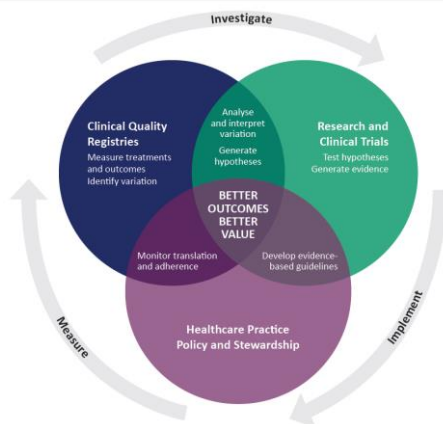 Investigate
Clinical Quality
Registries
Measure treatments
and outcomes
Identify variation
Analyse
and interpret
variation
Generate
hypotheses
Research and
Clinical Trials
Test hypotheses
Generate evidence
BETTER
OUTCOMES
BETTER
VALUE
Monitor translation
and adherence
Develop evidence-
based guidelines
Healthcare Practice
Policy and Stewardship
Measure
Implement